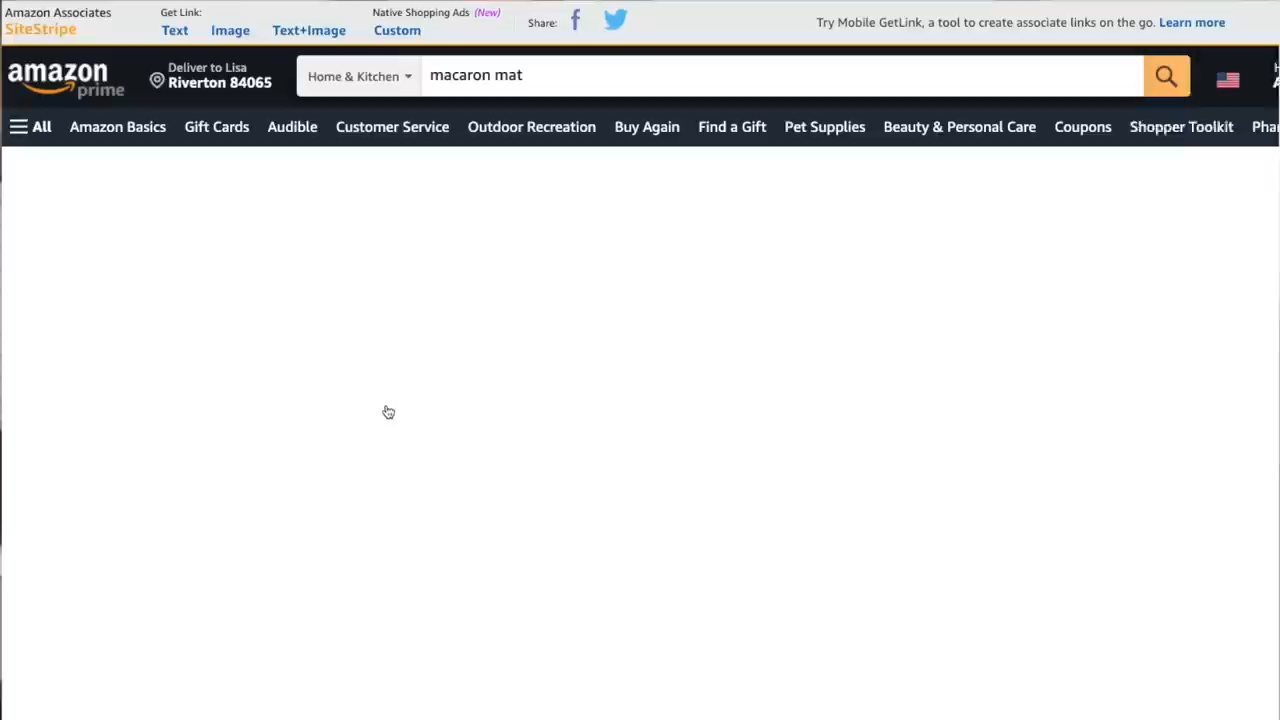 Amazon Associates
SiteStripe
Get Link:
Text Image Text+Image
Native Shopping Ads (New)
Custom
Share:
Try Mobile GetLink, a tool to create associate links on the go. Learn more
amazon
prime
Deliver to Lisa
Riverton 84065
Home & Kitchen
macaron mat
All Amazon Basics Gift Cards Audible Customer Service Outdoor Recreation Buy Again Find a Gift Pet Supplies Beauty & Personal Care Coupons Shopper Toolkit